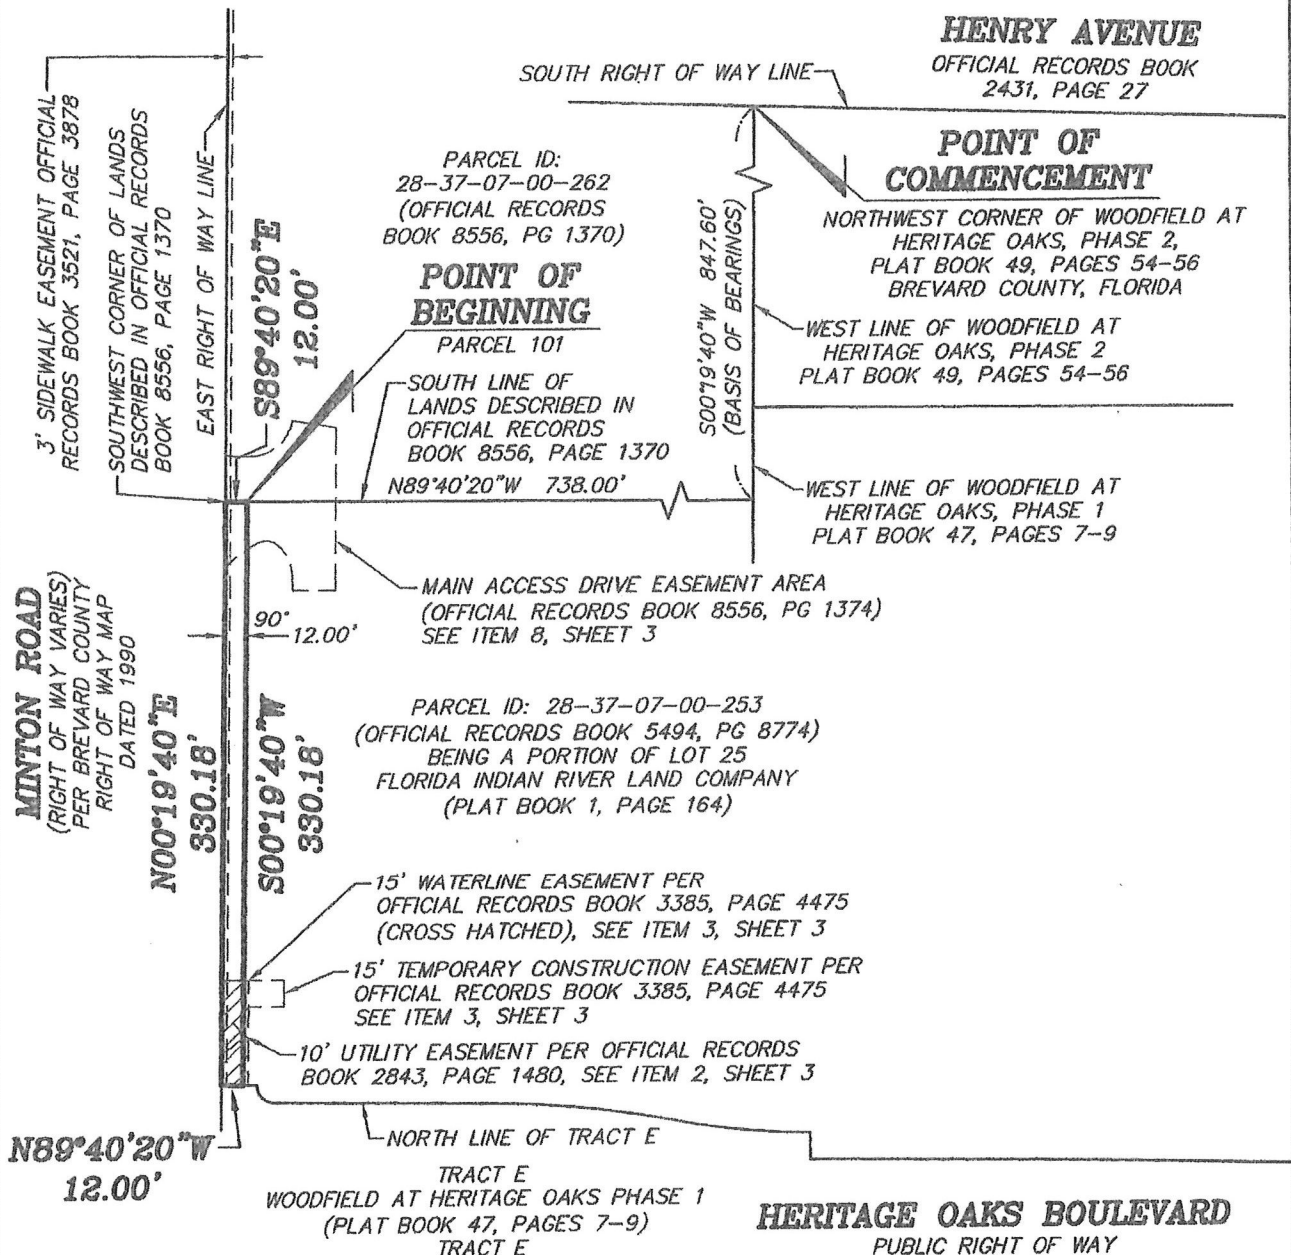 HENRY AVENUE
OFFICIAL RECORDS BOOK
2431, PAGE 27
SOUTH RIGHT OF WAY LINE
POINT OF
COMMENCEMENT
NORTHWEST CORNER OF WOODFIELD AT
HERITAGE OAKS, PHASE 2,
PLAT BOOK 49, PAGES 54-56
BREVARD COUNTY, FLORIDA
3' SIDEWALK EASEMENT OFFICIAL
RECORDS BOOK 3521, PAGE 3878
SOUTHWEST CORNER OF LANDS
DESCRIBED IN OFFICIAL RECORDS
BOOK 8556, PAGE 1370
EAST RIGHT OF WAY LINE
S89°40'20"E
12.00'
PARCEL ID:
28-37-07-00-262
(OFFICIAL RECORDS
BOOK 8556, PG 1370)
POINT OF
BEGINNING
PARCEL 101
SOUTH LINE OF
LANDS DESCRIBED IN
OFFICIAL RECORDS
BOOK 8556, PAGE 1370
N89°40'20"W 738.00'
S00°19'40"W 847.60'
(BASIS OF BEARINGS)
WEST LINE OF WOODFIELD AT
HERITAGE OAKS, PHASE 2
PLAT BOOK 49, PAGES 54-56
WEST LINE OF WOODFIELD AT
HERITAGE OAKS, PHASE 1
PLAT BOOK 47, PAGES 7-9
MAIN ACCESS DRIVE EASEMENT AREA
(OFFICIAL RECORDS BOOK 8556, PG 1374)
SEE ITEM 8, SHEET 3
90°
12.00'
MINTON ROAD
(RIGHT OF WAY VARIES)
PER BREVARD COUNTY
RIGHT OF WAY MAP
DATED 1990
N00°19'40"E
330.18'
S00°19'40"W
330.18'
PARCEL ID: 28-37-07-00-253
(OFFICIAL RECORDS BOOK 5494, PG 8774)
BEING A PORTION OF LOT 25
FLORIDA INDIAN RIVER LAND COMPANY
(PLAT BOOK 1, PAGE 164)
15' WATERLINE EASEMENT PER
OFFICIAL RECORDS BOOK 3385, PAGE 4475
(CROSS HATCHED), SEE ITEM 3, SHEET 3
15' TEMPORARY CONSTRUCTION EASEMENT PER
OFFICIAL RECORDS BOOK 3385, PAGE 4475
SEE ITEM 3, SHEET 3
10' UTILITY EASEMENT PER OFFICIAL RECORDS
BOOK 2843, PAGE 1480, SEE ITEM 2, SHEET 3
N89°40'20"W
12.00'
NORTH LINE OF TRACT E
TRACT E
WOODFIELD AT HERITAGE OAKS PHASE 1
(PLAT BOOK 47, PAGES 7-9)
TRACT E
HERITAGE OAKS BOULEVARD
PUBLIC RIGHT OF WAY